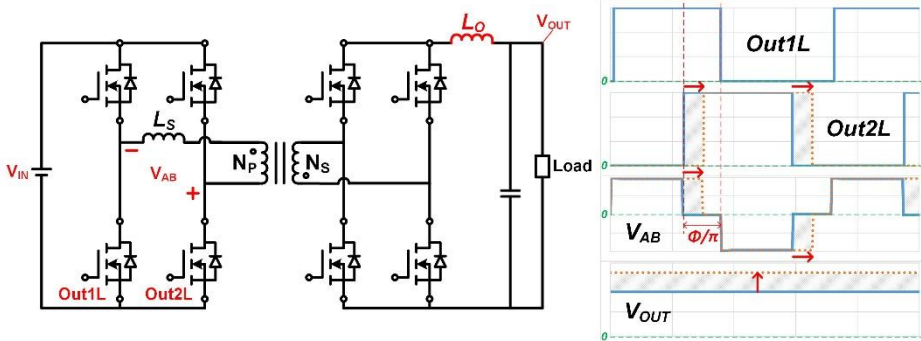 L_O
V_OUT
L_S
V_IN
−
V_AB
+
N_P
N_S
Load
Out1L
Out2L
Out1L
0
Out2L
0
V_AB
Φ/π
0
V_OUT
0